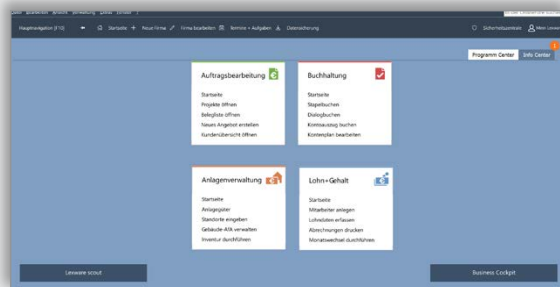 Hauptnavigation [F10]
Startseite
Neue Firma
Firma bearbeiten
Termine + Aufgaben
Datensicherung
Sicherheitszentrale
Programm Center
Info Center
Auftragsbearbeitung
Startseite
Projekte öffnen
Belegliste öffnen
Neues Angebot erstellen
Kundenübersicht öffnen
Buchhaltung
Startseite
Stapelbuchen
Dialogbuchen
Kontoauszug buchen
Kontenplan bearbeiten
Anlagenverwaltung
Startseite
Anlagegüter
Standorte eingeben
Gebäude-AfA verwalten
Inventur durchführen
Lohn+Gehalt
Startseite
Mitarbeiter anlegen
Lohndaten erfassen
Abrechnungen drucken
Monatswechsel durchführen
Lexware scout
Business Cockpit